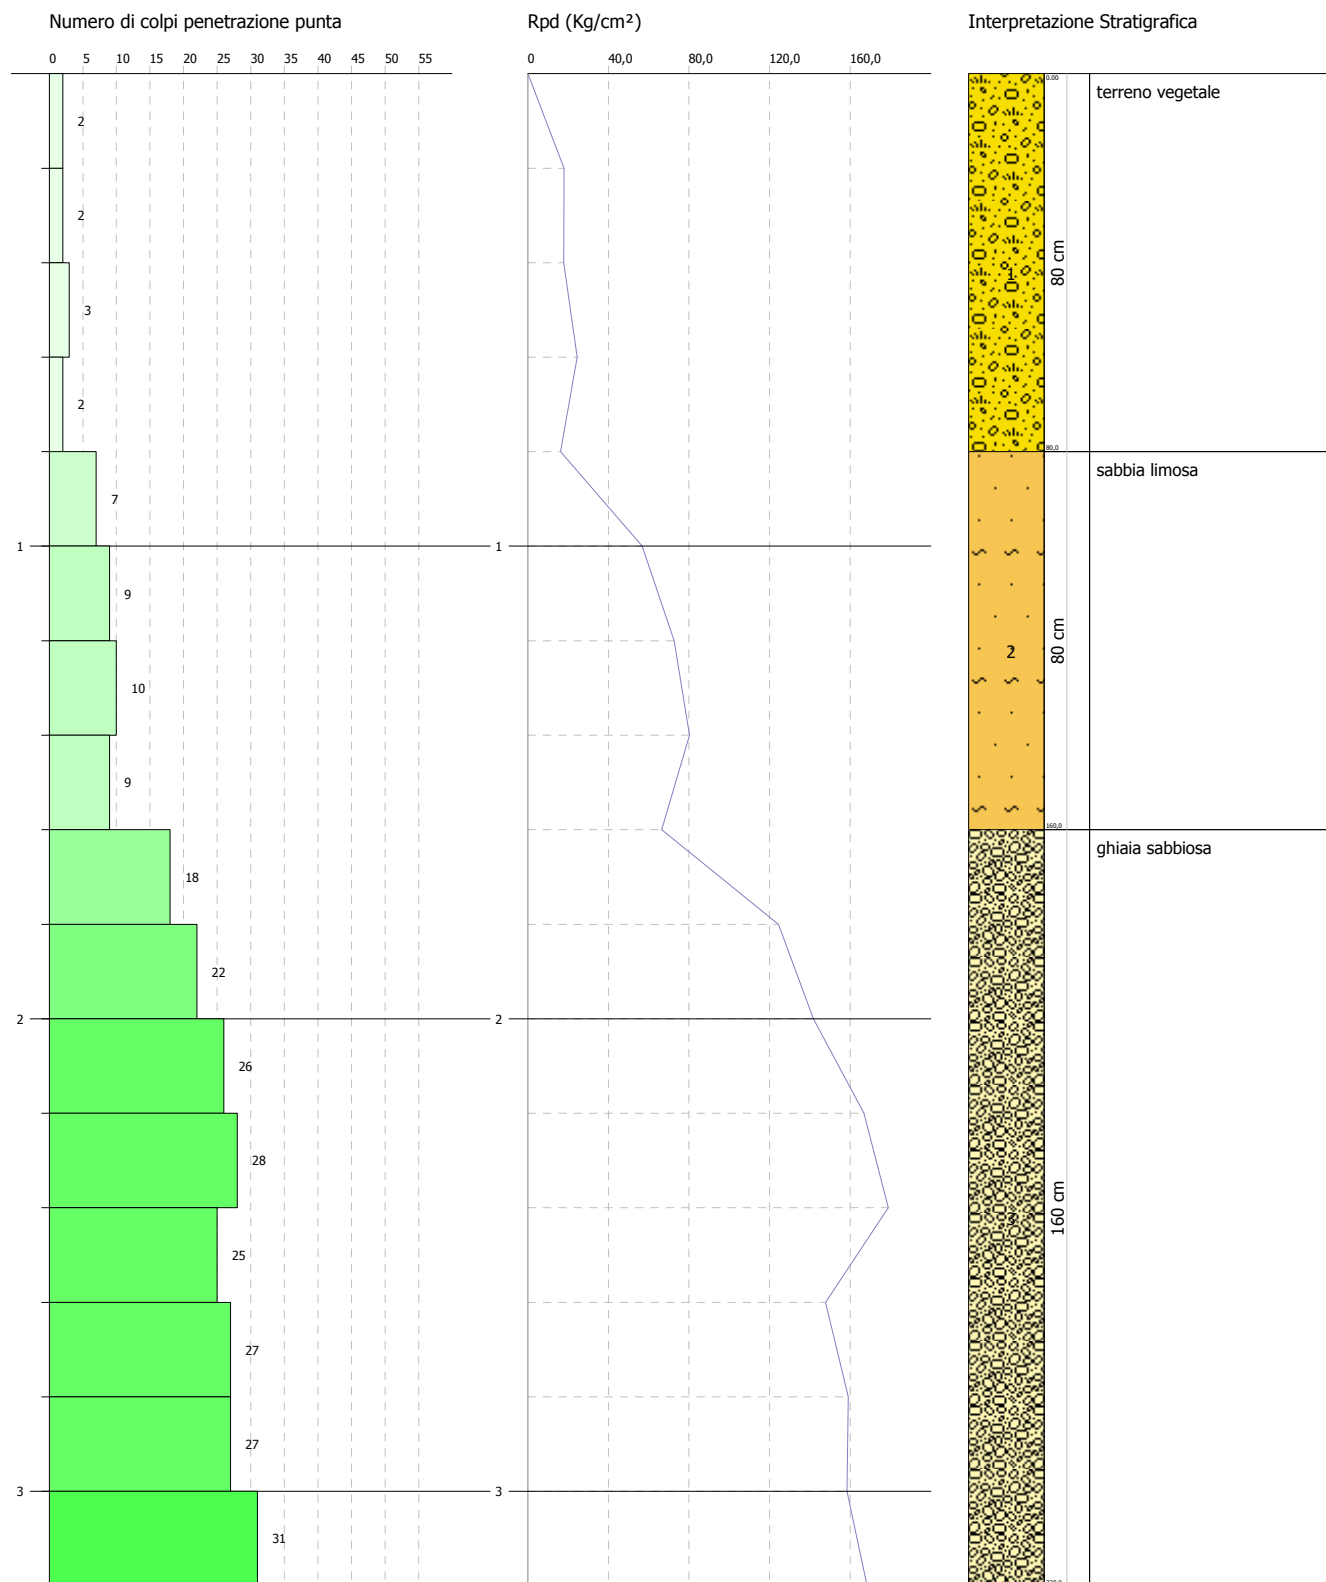 Numero di colpi penetrazione punta
Rpd (Kg/cm²)
Interpretazione Stratigrafica
0 5 10 15 20 25 30 35 40 45 50 55
0 40,0 80,0 120,0 160,0
0.00
terreno vegetale
2
2
80 cm
1
3
2
80,0
sabbia limosa
7
1
1
9
80 cm
2
10
9
160,0
ghiaia sabbiosa
18
22
2
2
26
28
160 cm
3
25
27
27
3
3
31